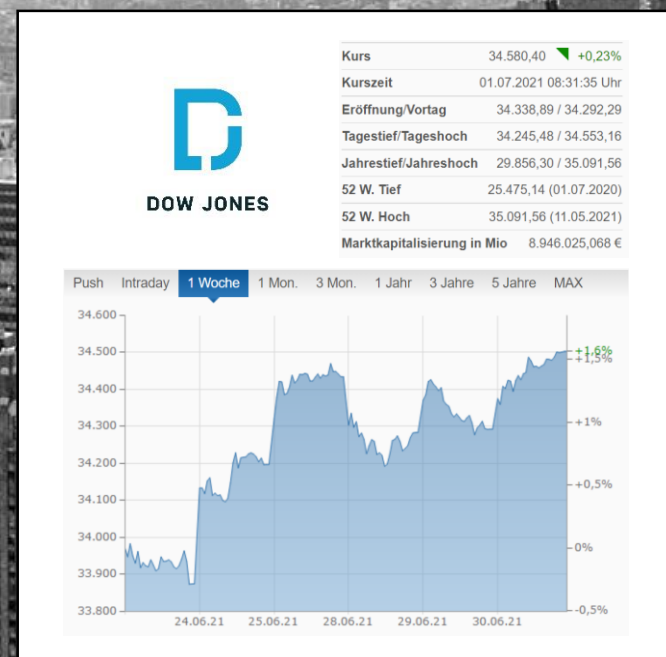 DOW JONES
Kurs 34.580,40 +0,23%
Kurszeit 01.07.2021 08:31:35 Uhr
Eröffnung/Vortag 34.338,89 / 34.292,29
Tagestief/Tageshoch 34.245,48 / 34.553,16
Jahrestief/Jahreshoch 29.856,30 / 35.091,56
52 W. Tief 25.475,14 (01.07.2020)
52 W. Hoch 35.091,56 (11.05.2021)
Marktkapitalisierung in Mio 8.946.025,068 €
Push Intraday 1 Woche 1 Mon. 3 Mon. 1 Jahr 3 Jahre 5 Jahre MAX
34.600
34.500 +1,6%
+1,5%
34.400
34.300 +1%
34.200
34.100 +0,5%
34.000
33.900 0%
33.800 -0,5%
24.06.21 25.06.21 28.06.21 29.06.21 30.06.21